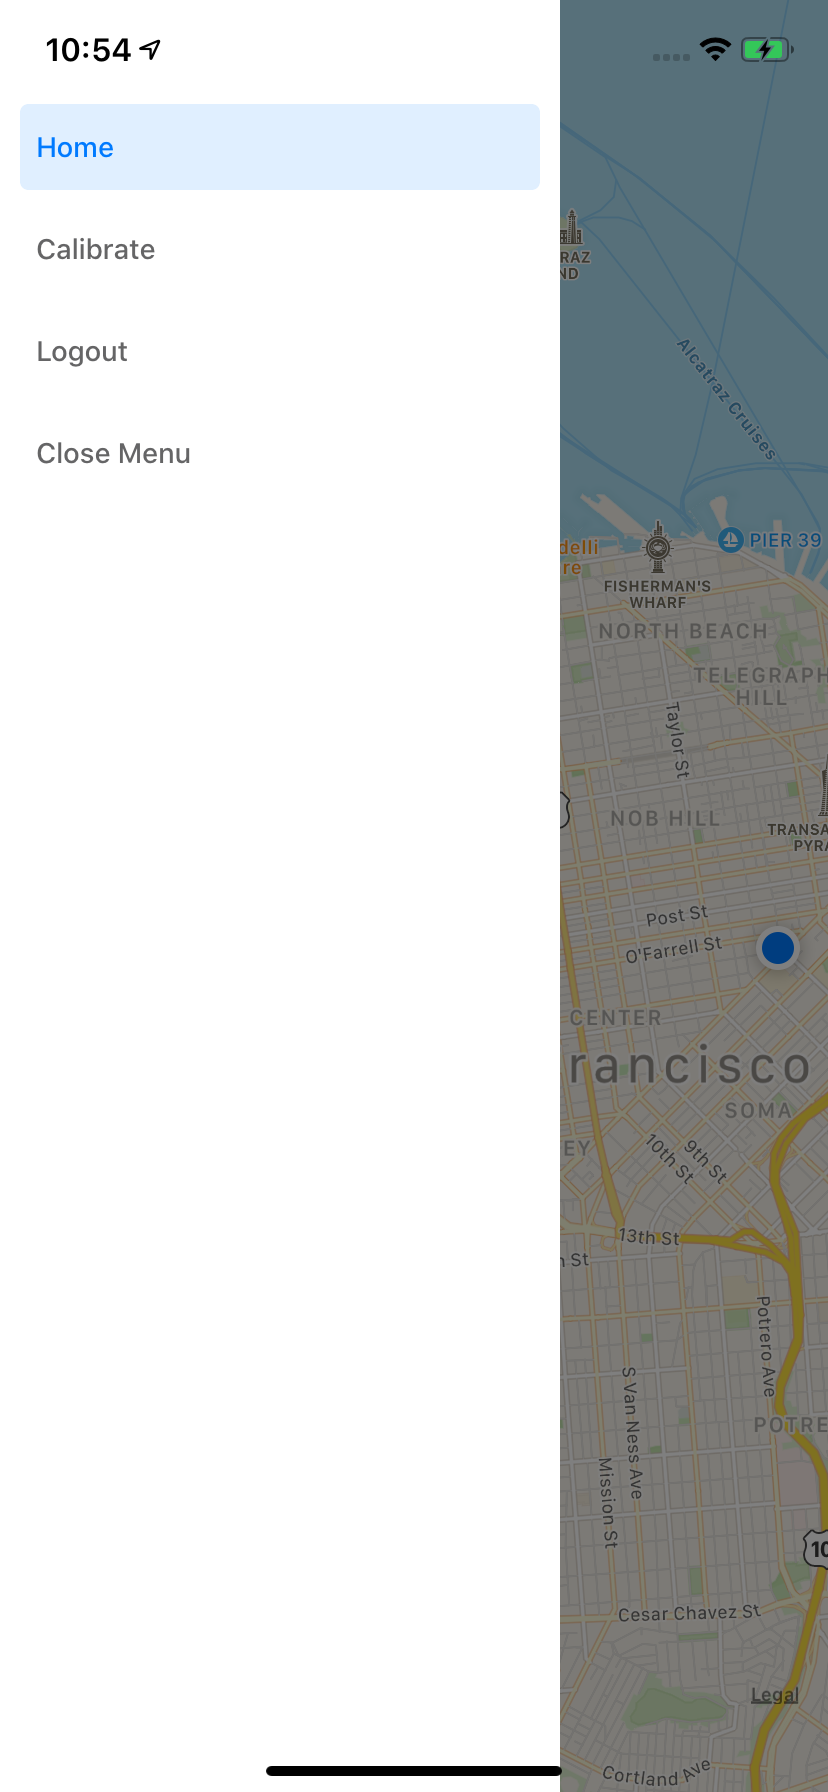 10:54
Home
Calibrate
Logout
Close Menu
RAZ
ND
Alcatraz Cruises
PIER 39
delli
re
FISHERMAN'S
WHARF
NORTH BEACH
TELEGRAPH
HILL
Taylor St
NOB HILL
TRANSA
PYRA
Post St
O'Farrell St
CENTER
rancisco
SOMA
EY
10th St
9th St
13th St
h St
Potrero Ave
S Van Ness Ave
POTRE
Mission St
10
Cesar Chavez St
Legal
Cortland Ave